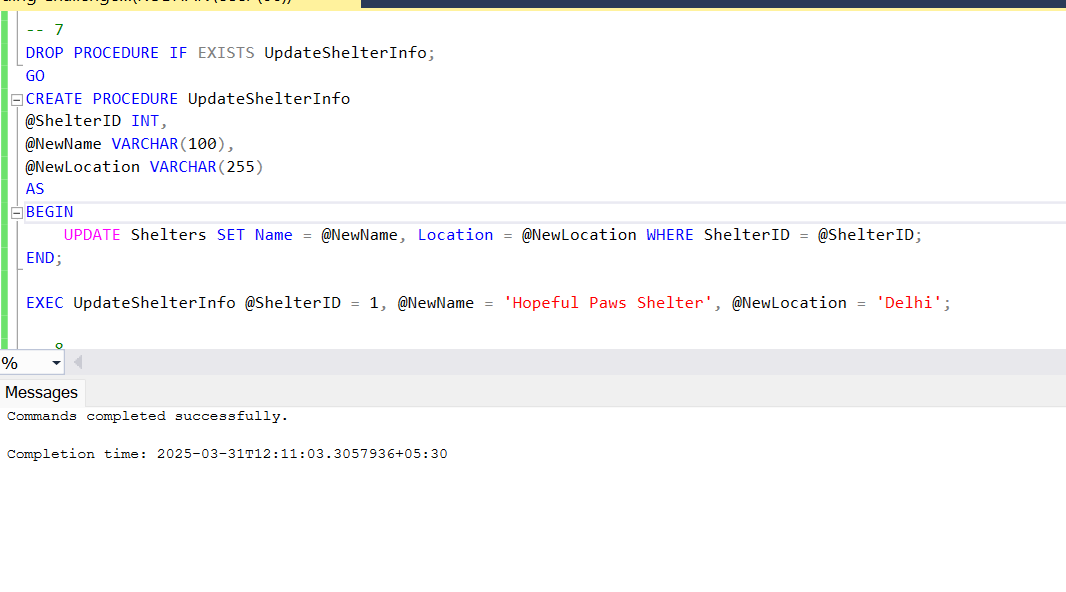 -- 7
DROP PROCEDURE IF EXISTS UpdateShelterInfo;
GO
CREATE PROCEDURE UpdateShelterInfo
@ShelterID INT,
@NewName VARCHAR(100),
@NewLocation VARCHAR(255)
AS
BEGIN
    UPDATE Shelters SET Name = @NewName, Location = @NewLocation WHERE ShelterID = @ShelterID;
END;
EXEC UpdateShelterInfo @ShelterID = 1, @NewName = 'Hopeful Paws Shelter', @NewLocation = 'Delhi';
8
%
Messages
Commands completed successfully.
Completion time: 2025-03-31T12:11:03.3057936+05:30